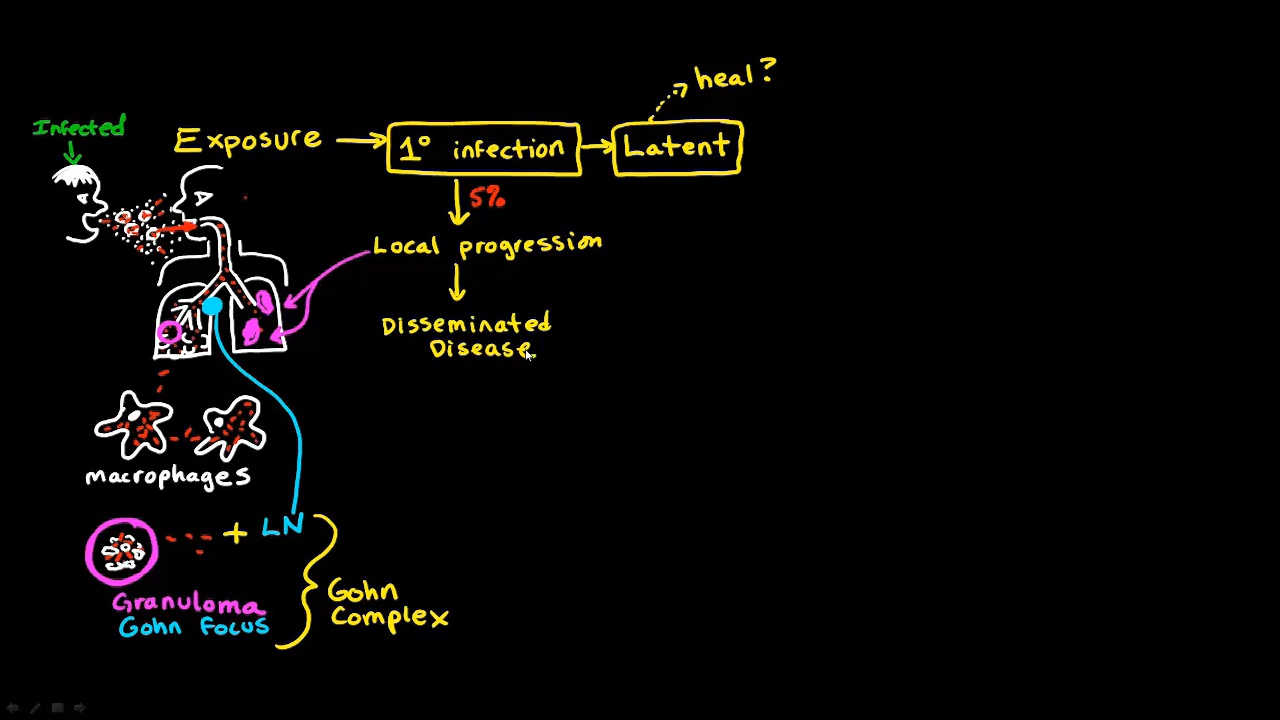 heal?
Infected
Exposure
1° infection
Latent
5%
Local progression
Disseminated
Disease
macrophages
+ LN
Granuloma
Gohn Focus
Gohn
Complex